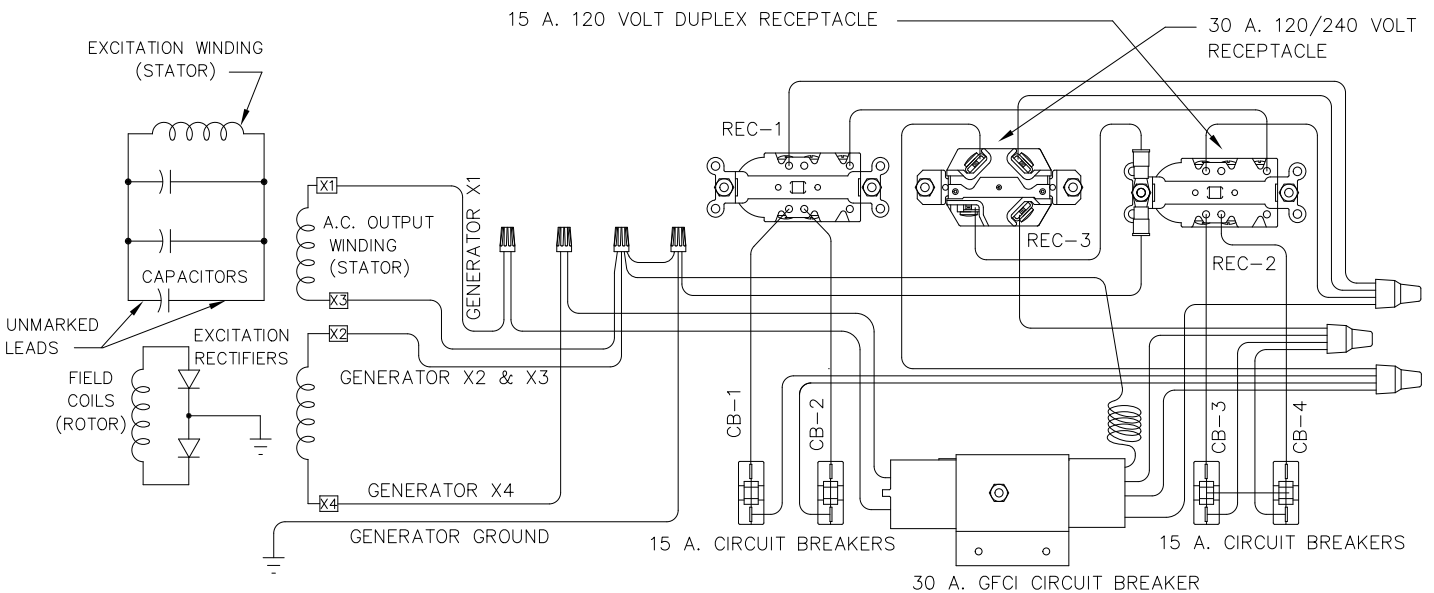 15 A. 120 VOLT DUPLEX RECEPTACLE
30 A. 120/240 VOLT
RECEPTACLE
EXCITATION WINDING
(STATOR)
REC-1
X1
GENERATOR X1
A.C. OUTPUT
WINDING
(STATOR)
REC-3
REC-2
CAPACITORS
X3
UNMARKED
LEADS
EXCITATION
RECTIFIERS
X2
GENERATOR X2 & X3
FIELD
COILS
(ROTOR)
CB-1
CB-2
CB-3
CB-4
X4
GENERATOR X4
GENERATOR GROUND
15 A. CIRCUIT BREAKERS
15 A. CIRCUIT BREAKERS
30 A. GFCI CIRCUIT BREAKER